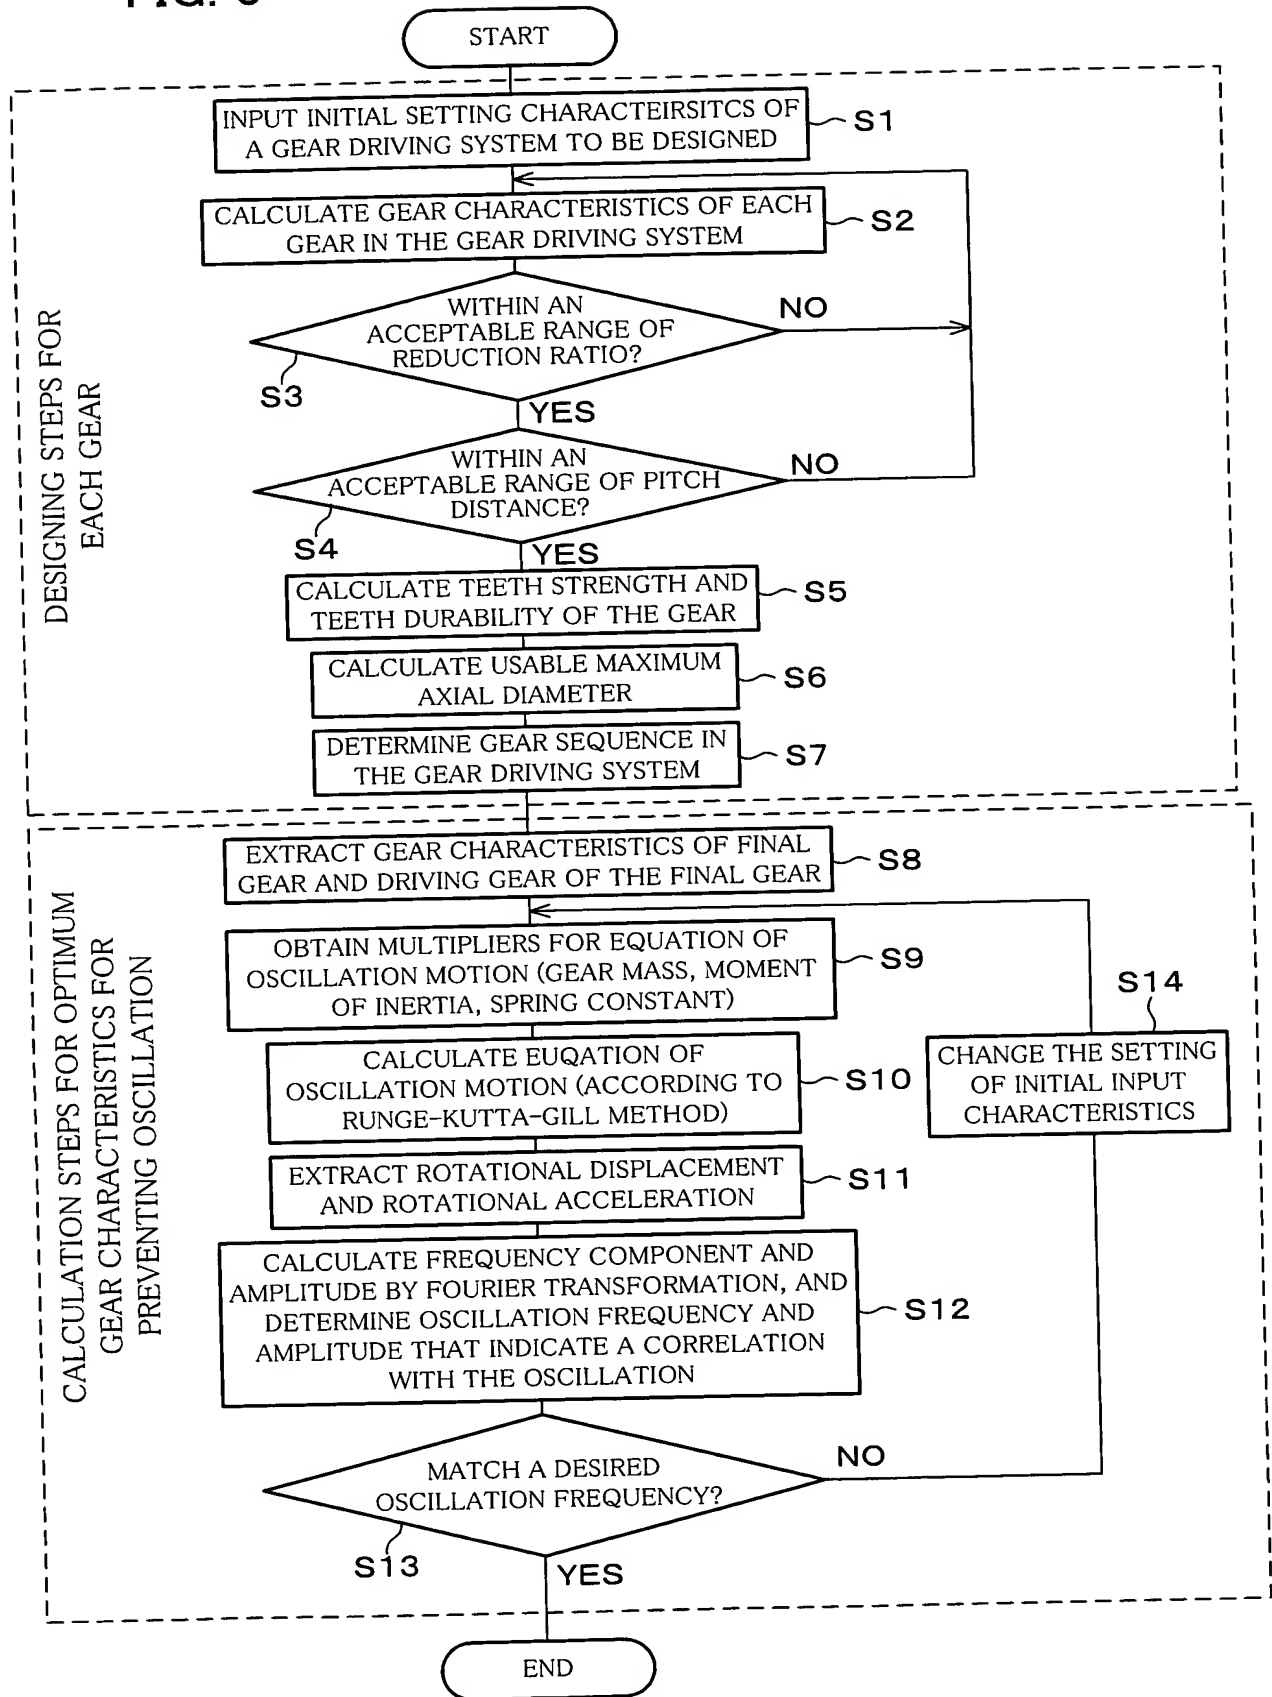 START
INPUT INITIAL SETTING CHARACTEIRSITCS OF
A GEAR DRIVING SYSTEM TO BE DESIGNED
S1
CALCULATE GEAR CHARACTERISTICS OF EACH
GEAR IN THE GEAR DRIVING SYSTEM
S2
WITHIN AN
ACCEPTABLE RANGE OF
REDUCTION RATIO?
NO
S3
YES
WITHIN AN
ACCEPTABLE RANGE OF PITCH
DISTANCE?
NO
S4
YES
CALCULATE TEETH STRENGTH AND
TEETH DURABILITY OF THE GEAR
S5
CALCULATE USABLE MAXIMUM
AXIAL DIAMETER
S6
DETERMINE GEAR SEQUENCE IN
THE GEAR DRIVING SYSTEM
S7
DESIGNING STEPS FOR
EACH GEAR
EXTRACT GEAR CHARACTERISTICS OF FINAL
GEAR AND DRIVING GEAR OF THE FINAL GEAR
S8
OBTAIN MULTIPLIERS FOR EQUATION OF
OSCILLATION MOTION (GEAR MASS, MOMENT
OF INERTIA, SPRING CONSTANT)
S9
CALCULATE EUQATION OF
OSCILLATION MOTION (ACCORDING TO
RUNGE-KUTTA-GILL METHOD)
S10
S14
CHANGE THE SETTING
OF INITIAL INPUT
CHARACTERISTICS
EXTRACT ROTATIONAL DISPLACEMENT
AND ROTATIONAL ACCELERATION
S11
CALCULATE FREQUENCY COMPONENT AND
AMPLITUDE BY FOURIER TRANSFORMATION, AND
DETERMINE OSCILLATION FREQUENCY AND
AMPLITUDE THAT INDICATE A CORRELATION
WITH THE OSCILLATION
S12
MATCH A DESIRED
OSCILLATION FREQUENCY?
NO
S13
YES
CALCULATION STEPS FOR OPTIMUM
GEAR CHARACTERISTICS FOR
PREVENTING OSCILLATION
END